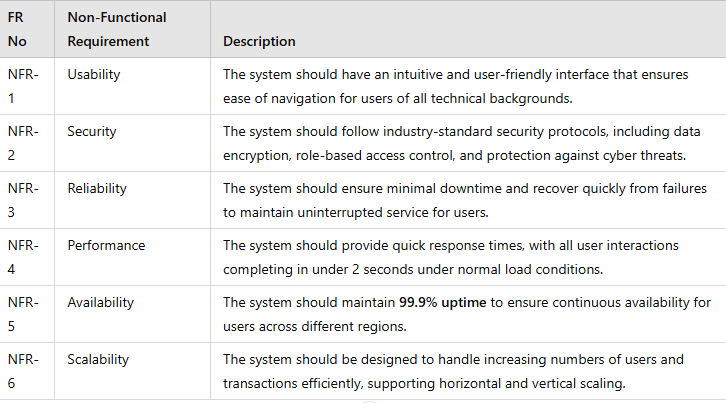 FR No Non-Functional Requirement Description
NFR-1 Usability The system should have an intuitive and user-friendly interface that ensures
ease of navigation for users of all technical backgrounds.
NFR-2 Security The system should follow industry-standard security protocols, including data
encryption, role-based access control, and protection against cyber threats.
NFR-3 Reliability The system should ensure minimal downtime and recover quickly from failures
to maintain uninterrupted service for users.
NFR-4 Performance The system should provide quick response times, with all user interactions
completing in under 2 seconds under normal load conditions.
NFR-5 Availability The system should maintain 99.9% uptime to ensure continuous availability for
users across different regions.
NFR-6 Scalability The system should be designed to handle increasing numbers of users and
transactions efficiently, supporting horizontal and vertical scaling.